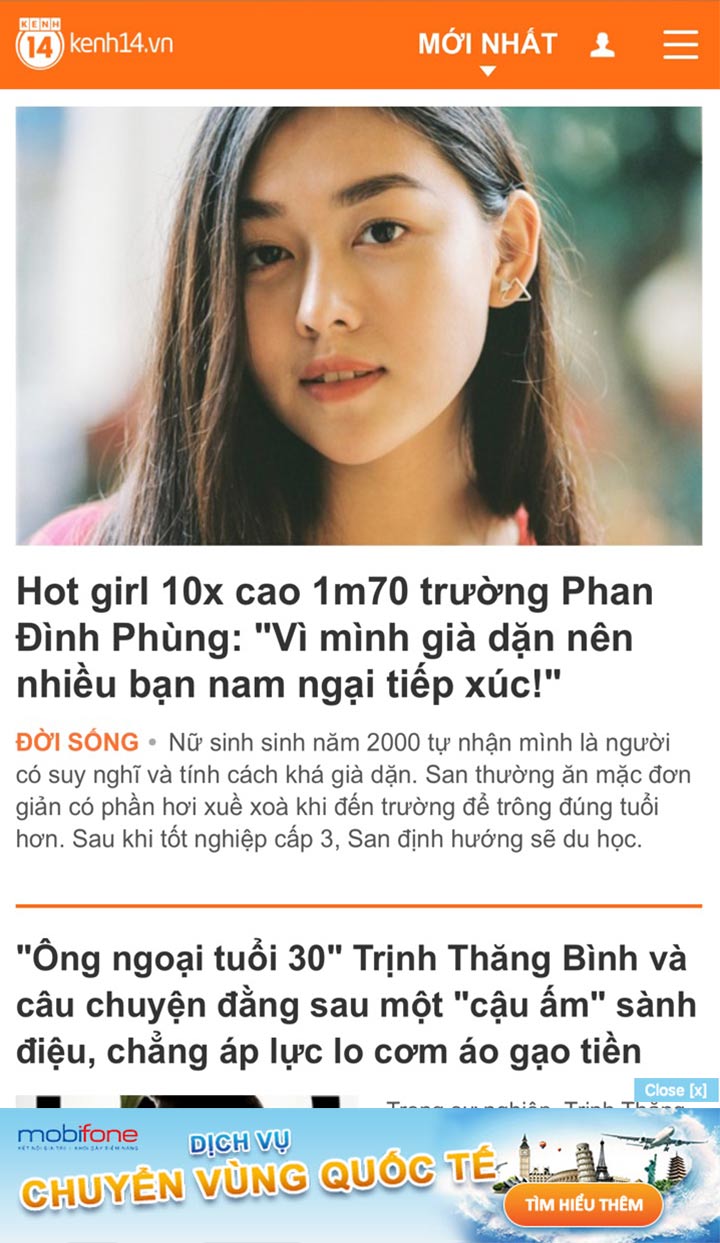 KENH
14
kenh14.vn
MỚI NHẤT
Hot girl 10x cao 1m70 trường Phan
Đình Phùng: "Vì mình già dặn nên
nhiều bạn nam ngại tiếp xúc!"
ĐỜI SỐNG • Nữ sinh sinh năm 2000 tự nhận mình là người
có suy nghĩ và tính cách khá già dặn. San thường ăn mặc đơn
giản có phần hơi xuề xoà khi đến trường để trông đúng tuổi
hơn. Sau khi tốt nghiệp cấp 3, San định hướng sẽ du học.
"Ông ngoại tuổi 30" Trịnh Thăng Bình và
câu chuyện đằng sau một "cậu ấm" sành
điệu, chẳng áp lực lo cơm áo gạo tiền
Close [x]
mobifone
DỊCH VỤ
CHUYỂN VÙNG QUỐC TẾ
TÌM HIỂU THÊM